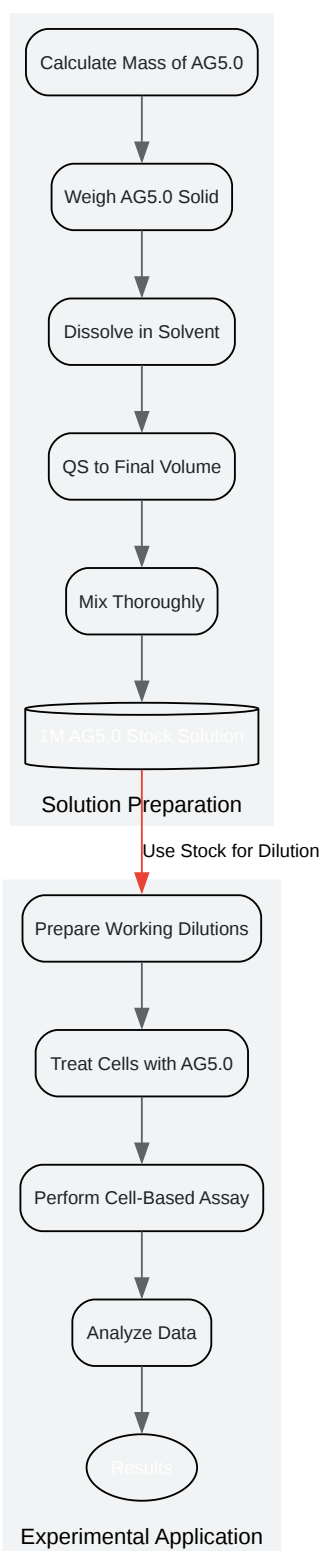 Calculate Mass of AG5.0
Weigh AG5.0 Solid
Dissolve in Solvent
QS to Final Volume
Mix Thoroughly
1M AG5.0 Stock Solution
Solution Preparation
Use Stock for Dilution
Prepare Working Dilutions
Treat Cells with AG5.0
Perform Cell-Based Assay
Analyze Data
Results
Experimental Application